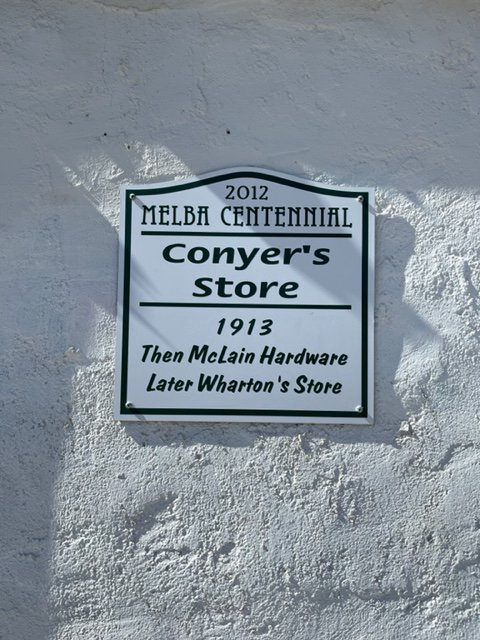 2012
MELBA CENTENNIAL
Conyer's
Store
1913
Then McLain Hardware
Later Wharton's Store